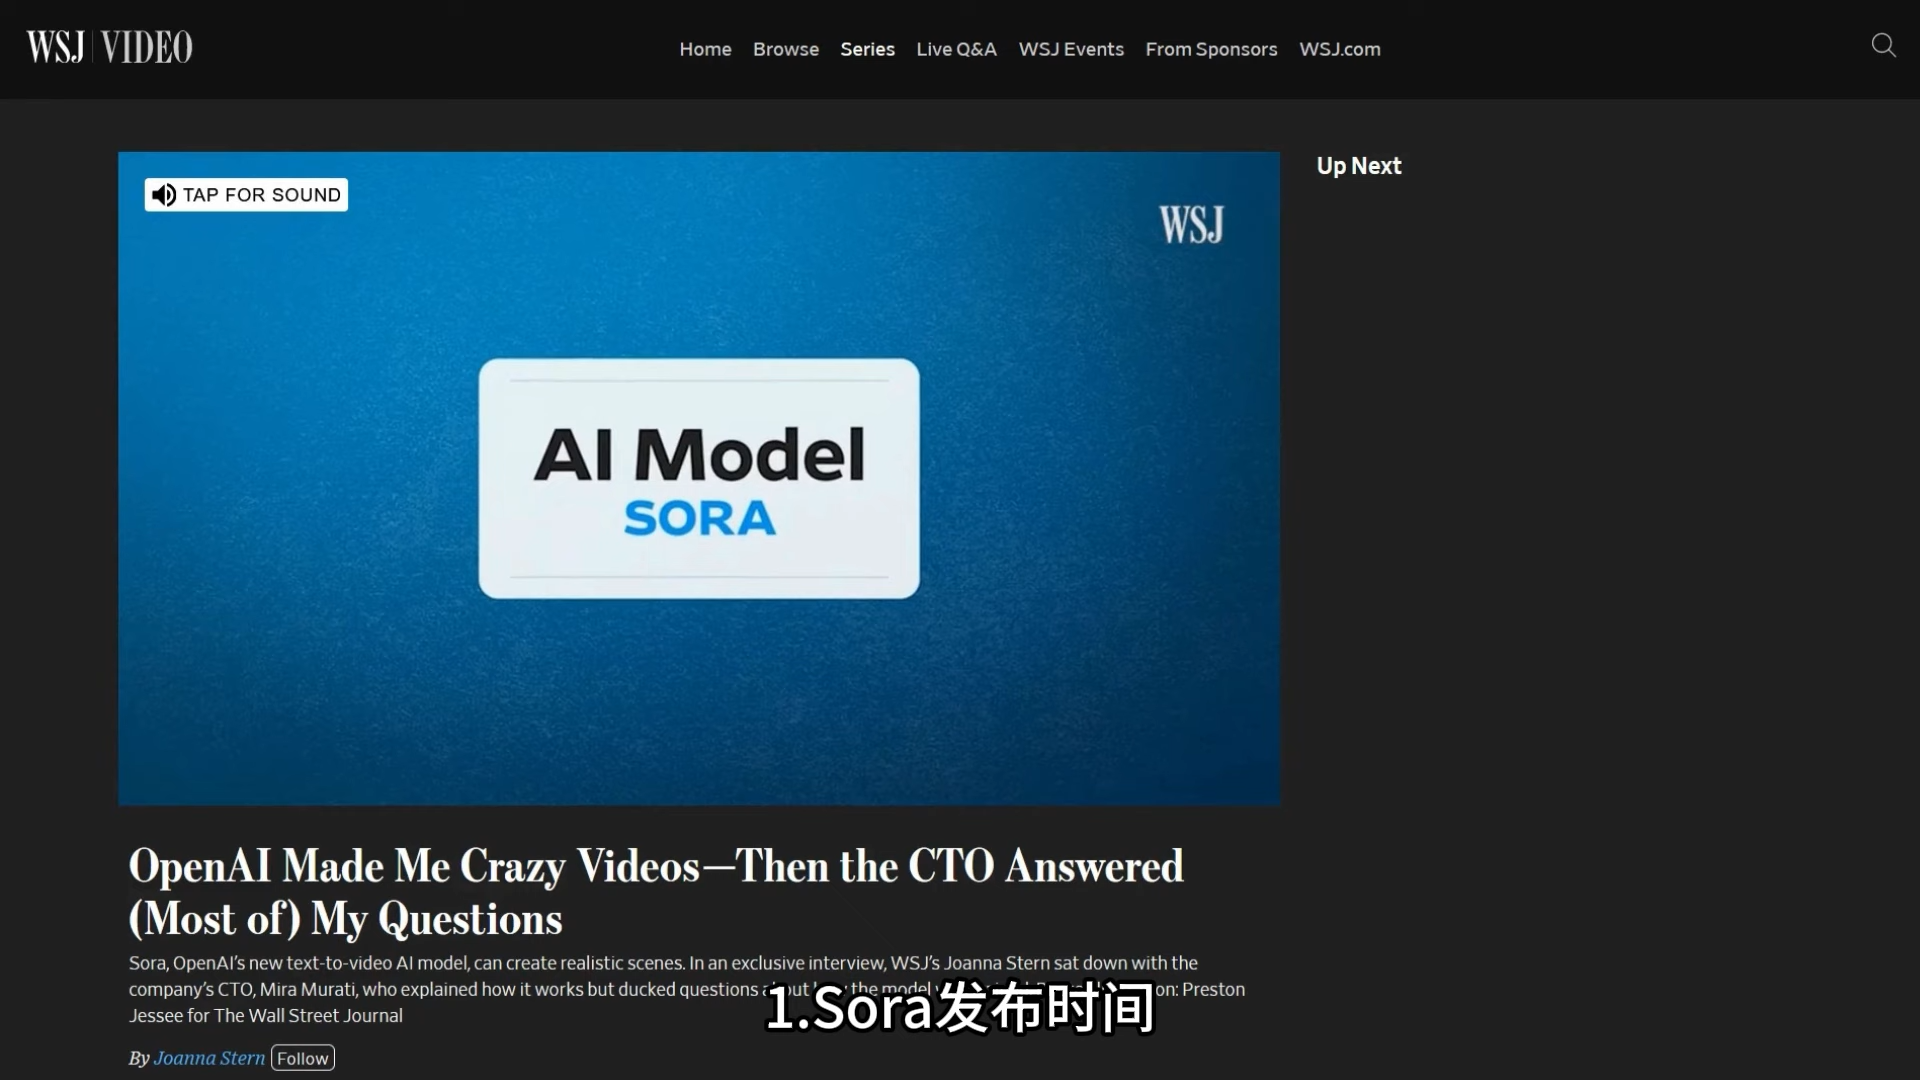 WSJ | VIDEO
Home Browse Series Live Q&A WSJ Events From Sponsors WSJ.com
TAP FOR SOUND
WSJ
Up Next
AI Model
SORA
OpenAI Made Me Crazy Videos—Then the CTO Answered
(Most of) My Questions
Sora, OpenAI's new text-to-video AI model, can create realistic scenes. In an exclusive interview, WSJ's Joanna Stern sat down with the
company's CTO, Mira Murati, who explained how it works but ducked questions about the model Preston
Jessee for The Wall Street Journal
1.Sora发布时间
By Joanna Stern Follow